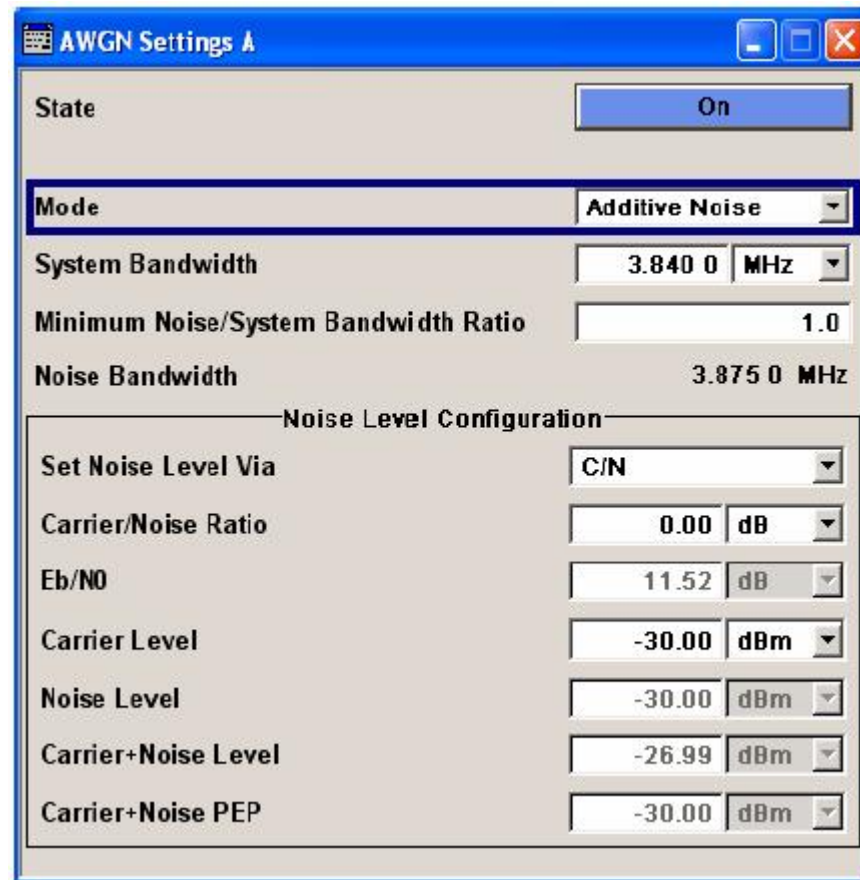 AWGN Settings A
State On
Mode Additive Noise
System Bandwidth 3.840 0 MHz
Minimum Noise/System Bandwidth Ratio 1.0
Noise Bandwidth 3.875 0 MHz
Noise Level Configuration
Set Noise Level Via C/N
Carrier/Noise Ratio 0.00 dB
Eb/N0 11.52 dB
Carrier Level -30.00 dBm
Noise Level -30.00 dBm
Carrier+Noise Level -26.99 dBm
Carrier+Noise PEP -30.00 dBm